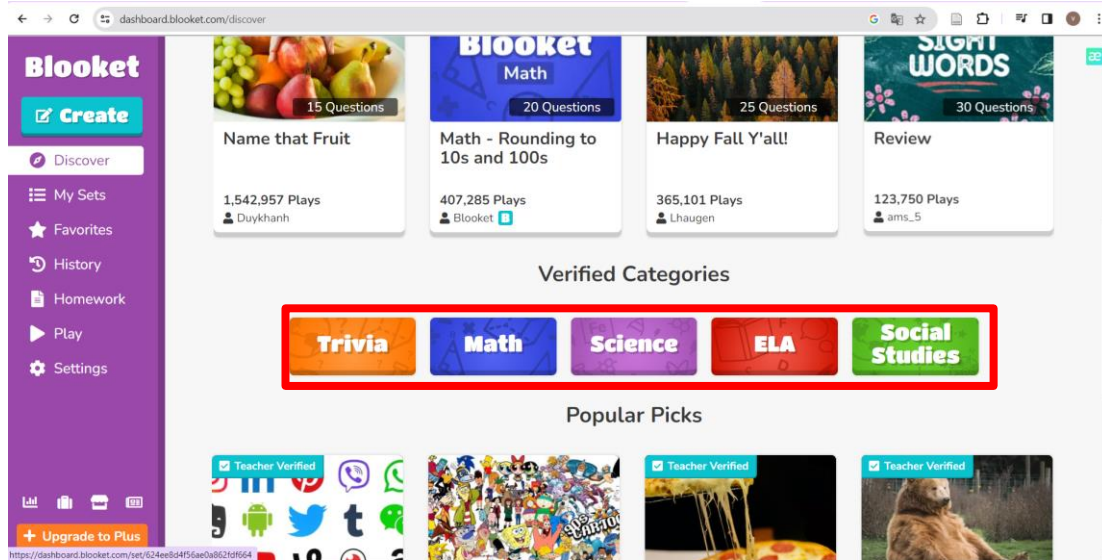 dashboard.blooket.com/discover
Blooket
Create
Discover
My Sets
Favorites
History
Homework
Play
Settings
Upgrade to Plus
https://dashboard.blooket.com/set/624ee8d4f56ae0a862fdf664
15 Questions
Name that Fruit
1,542,957 Plays
Duykhanh
Blooket
Math
20 Questions
Math - Rounding to
10s and 100s
407,285 Plays
Blooket
25 Questions
Happy Fall Y'all!
365,101 Plays
Lhaugen
SIGHT
WORDS
30 Questions
Review
123,750 Plays
ams_5
Verified Categories
Trivia
Math
Science
ELA
Social
Studies
Popular Picks
Teacher Verified
90s
CARTOONS
Teacher Verified
Teacher Verified